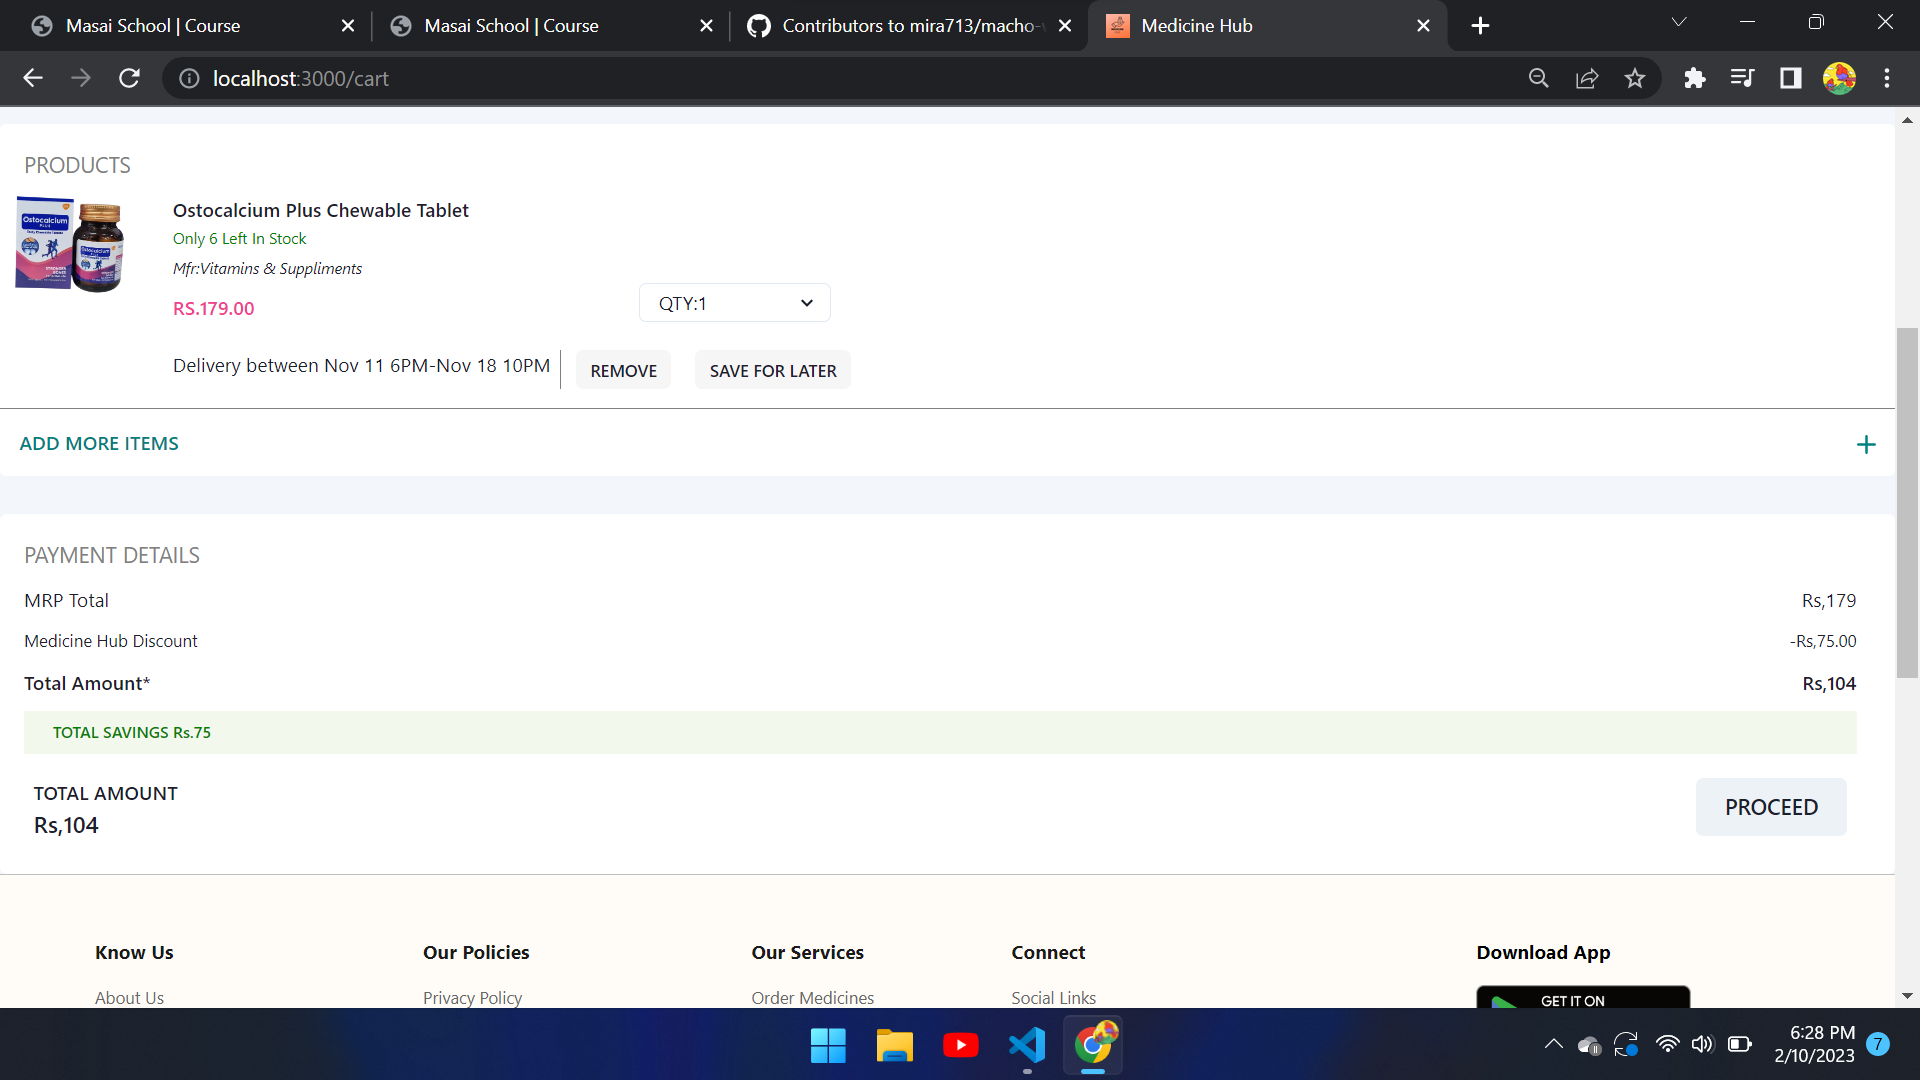 Masai School | Course
Masai School | Course
Contributors to mira713/macho-
Medicine Hub
localhost:3000/cart
PRODUCTS
Ostocalcium
PLUS
Ostocalcium
Ostocalcium Plus Chewable Tablet
Only 6 Left In Stock
Mfr:Vitamins & Suppliments
RS.179.00
QTY:1
Delivery between Nov 11 6PM-Nov 18 10PM
REMOVE
SAVE FOR LATER
ADD MORE ITEMS
+
PAYMENT DETAILS
MRP Total
Rs,179
Medicine Hub Discount
-Rs,75.00
Total Amount*
Rs,104
TOTAL SAVINGS Rs.75
TOTAL AMOUNT
Rs,104
PROCEED
Know Us
Our Policies
Our Services
Connect
Download App
About Us
Privacy Policy
Order Medicines
Social Links
GET IT ON
6:28 PM
2/10/2023
7